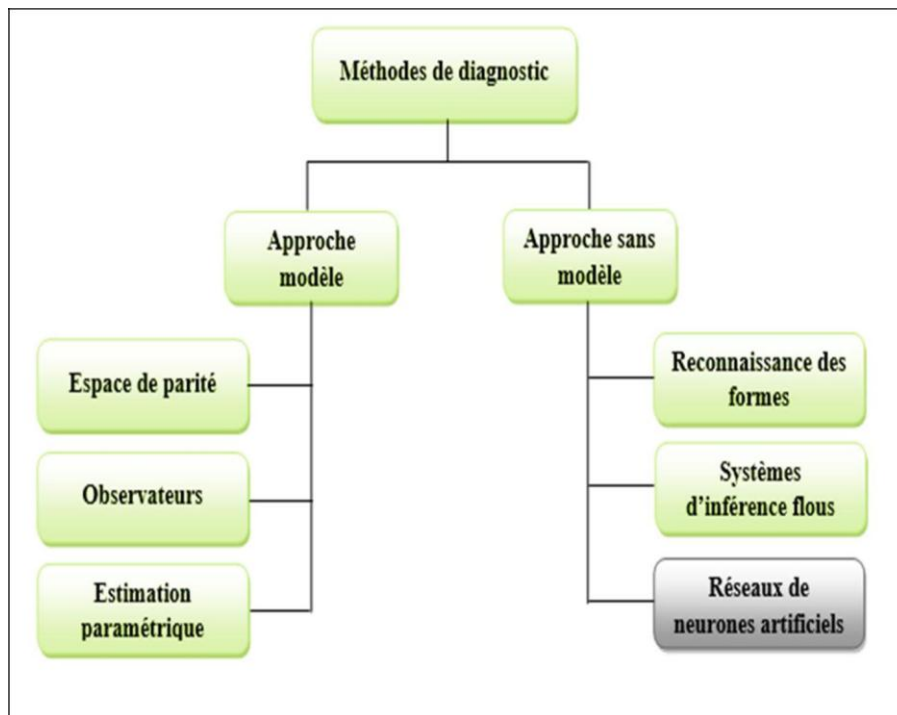 Méthodes de diagnostic
Approche
modèle
Approche sans
modèle
Espace de parité
Observateurs
Estimation
paramétrique
Reconnaissance des
formes
Systèmes
d'inférence flous
Réseaux de
neurones artificiels